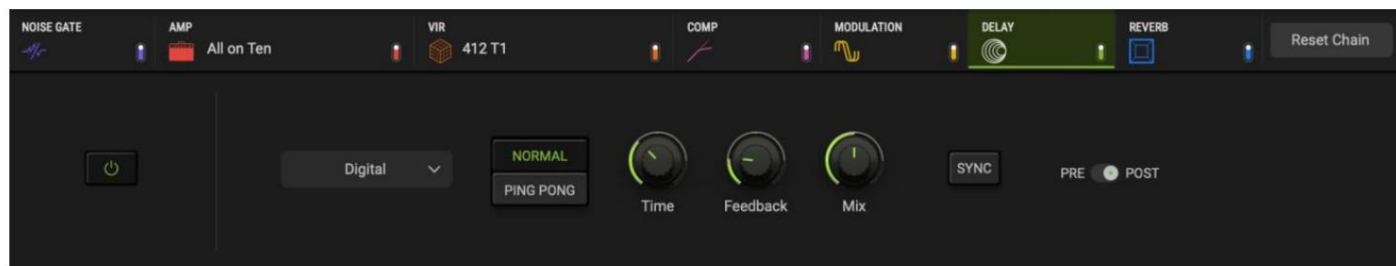 NOISE GATE
AMP
All on Ten
VIR
412 T1
COMP
MODULATION
DELAY
REVERB
Reset Chain
Digital
NORMAL
PING PONG
Time
Feedback
Mix
SYNC
PRE
POST